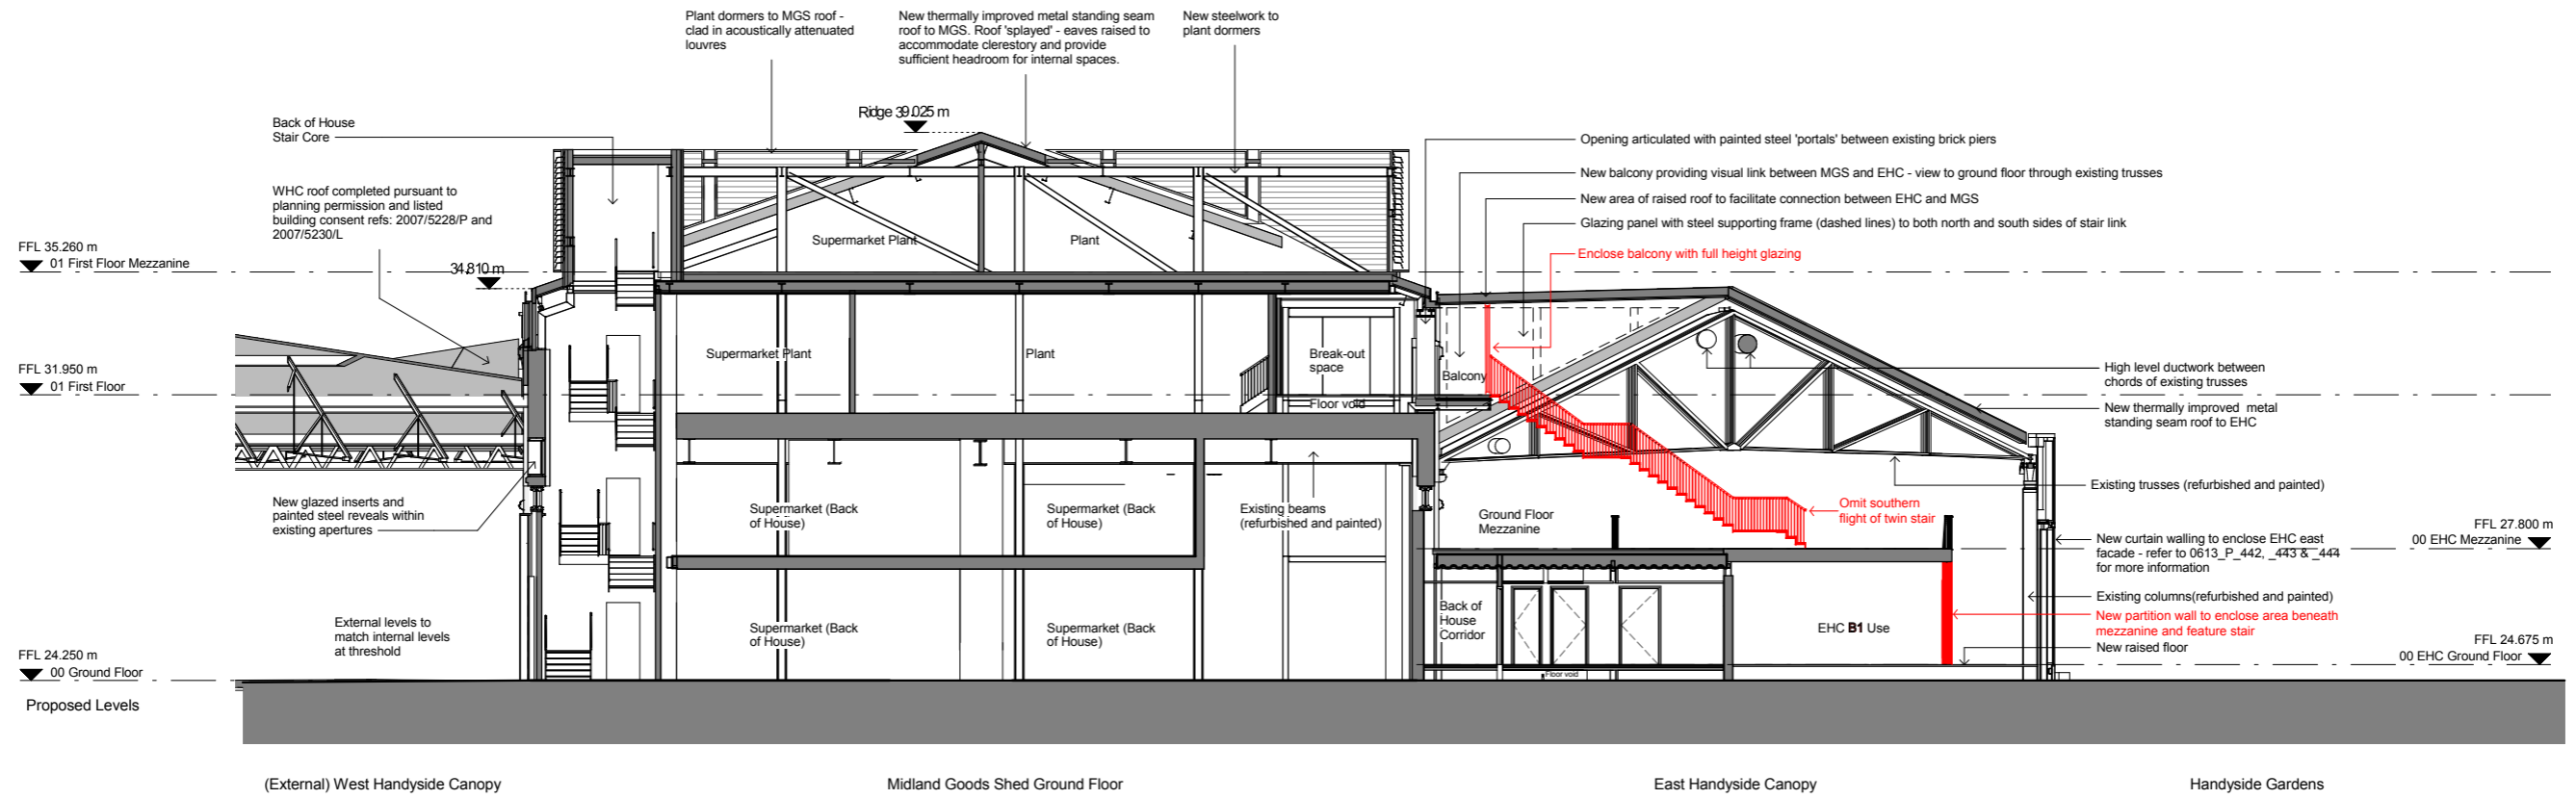 Plant dormers to MGS roof -
clad in acoustically attenuated
louvres
New thermally improved metal standing seam
roof to MGS. Roof 'splayed' - eaves raised to
accommodate clerestory and provide
sufficient headroom for internal spaces.
New steelwork to
plant dormers
Ridge 39.025 m
Back of House
Stair Core
WHC roof completed pursuant to
planning permission and listed
building consent refs: 2007/5228/P and
2007/5230/L
Opening articulated with painted steel 'portals' between existing brick piers
New balcony providing visual link between MGS and EHC - view to ground floor through existing trusses
New area of raised roof to facilitate connection between EHC and MGS
Glazing panel with steel supporting frame (dashed lines) to both north and south sides of stair link
Enclose balcony with full height glazing
FFL 35.260 m
01 First Floor Mezzanine
34.810 m
Supermarket Plant
Plant
Supermarket Plant
Plant
Break-out
space
Floor void
Balcony
FFL 31.950 m
01 First Floor
High level ductwork between
chords of existing trusses
New thermally improved metal
standing seam roof to EHC
Existing trusses (refurbished and painted)
New glazed inserts and
painted steel reveals within
existing apertures
Supermarket (Back
of House)
Supermarket (Back
of House)
Existing beams
(refurbished and painted)
Ground Floor
Mezzanine
Omit southern
flight of twin stair
FFL 27.800 m
00 EHC Mezzanine
New curtain walling to enclose EHC east
facade - refer to 0613_P_442, _443 & _444
for more information
Existing columns(refurbished and painted)
New partition wall to enclose area beneath
mezzanine and feature stair
New raised floor
External levels to
match internal levels
at threshold
Supermarket (Back
of House)
Supermarket (Back
of House)
Back of
House
Corridor
EHC B1 Use
Floor void
FFL 24.675 m
00 EHC Ground Floor
FFL 24.250 m
00 Ground Floor
Proposed Levels
(External) West Handyside Canopy
Midland Goods Shed Ground Floor
East Handyside Canopy
Handyside Gardens